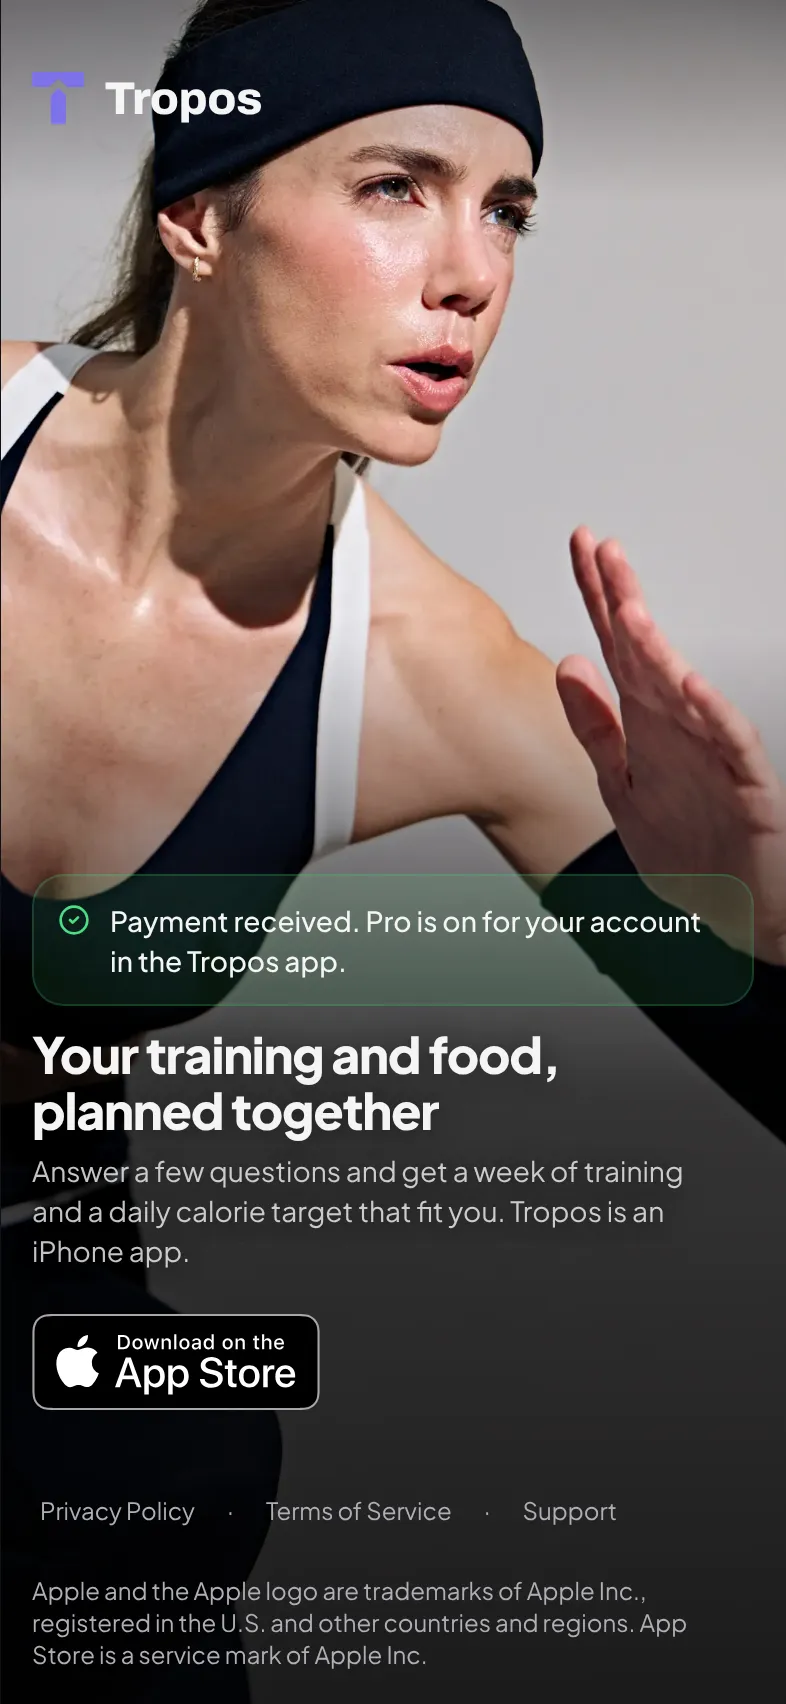 Tropos
Payment received. Pro is on for your account
in the Tropos app.
Your training and food,
planned together
Answer a few questions and get a week of training
and a daily calorie target that fit you. Tropos is an
iPhone app.
Download on the
App Store
Privacy Policy · Terms of Service · Support
Apple and the Apple logo are trademarks of Apple Inc.,
registered in the U.S. and other countries and regions. App
Store is a service mark of Apple Inc.